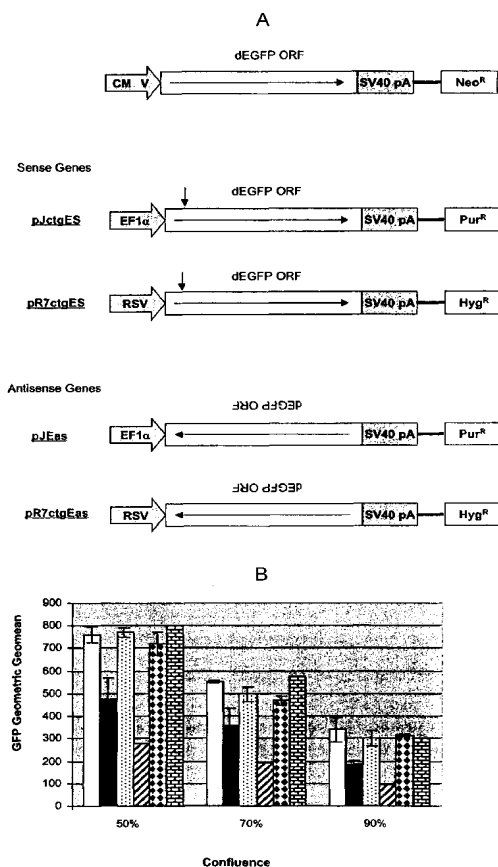 A
dEGFP ORF
CMV SV40 pA Neo^R
Sense Genes
dEGFP ORF
pJctgES EF1α SV40 pA Pur^R
dEGFP ORF
pR7ctgES RSV SV40 pA Hyg^R
Antisense Genes
dEGFP ORF
pJEas EF1α SV40 pA Pur^R
dEGFP ORF
pR7ctgEas RSV SV40 pA Hyg^R
B
GFP Geometric Geomean
900
800
700
600
500
400
300
200
100
0
50% 70% 90%
Confluence